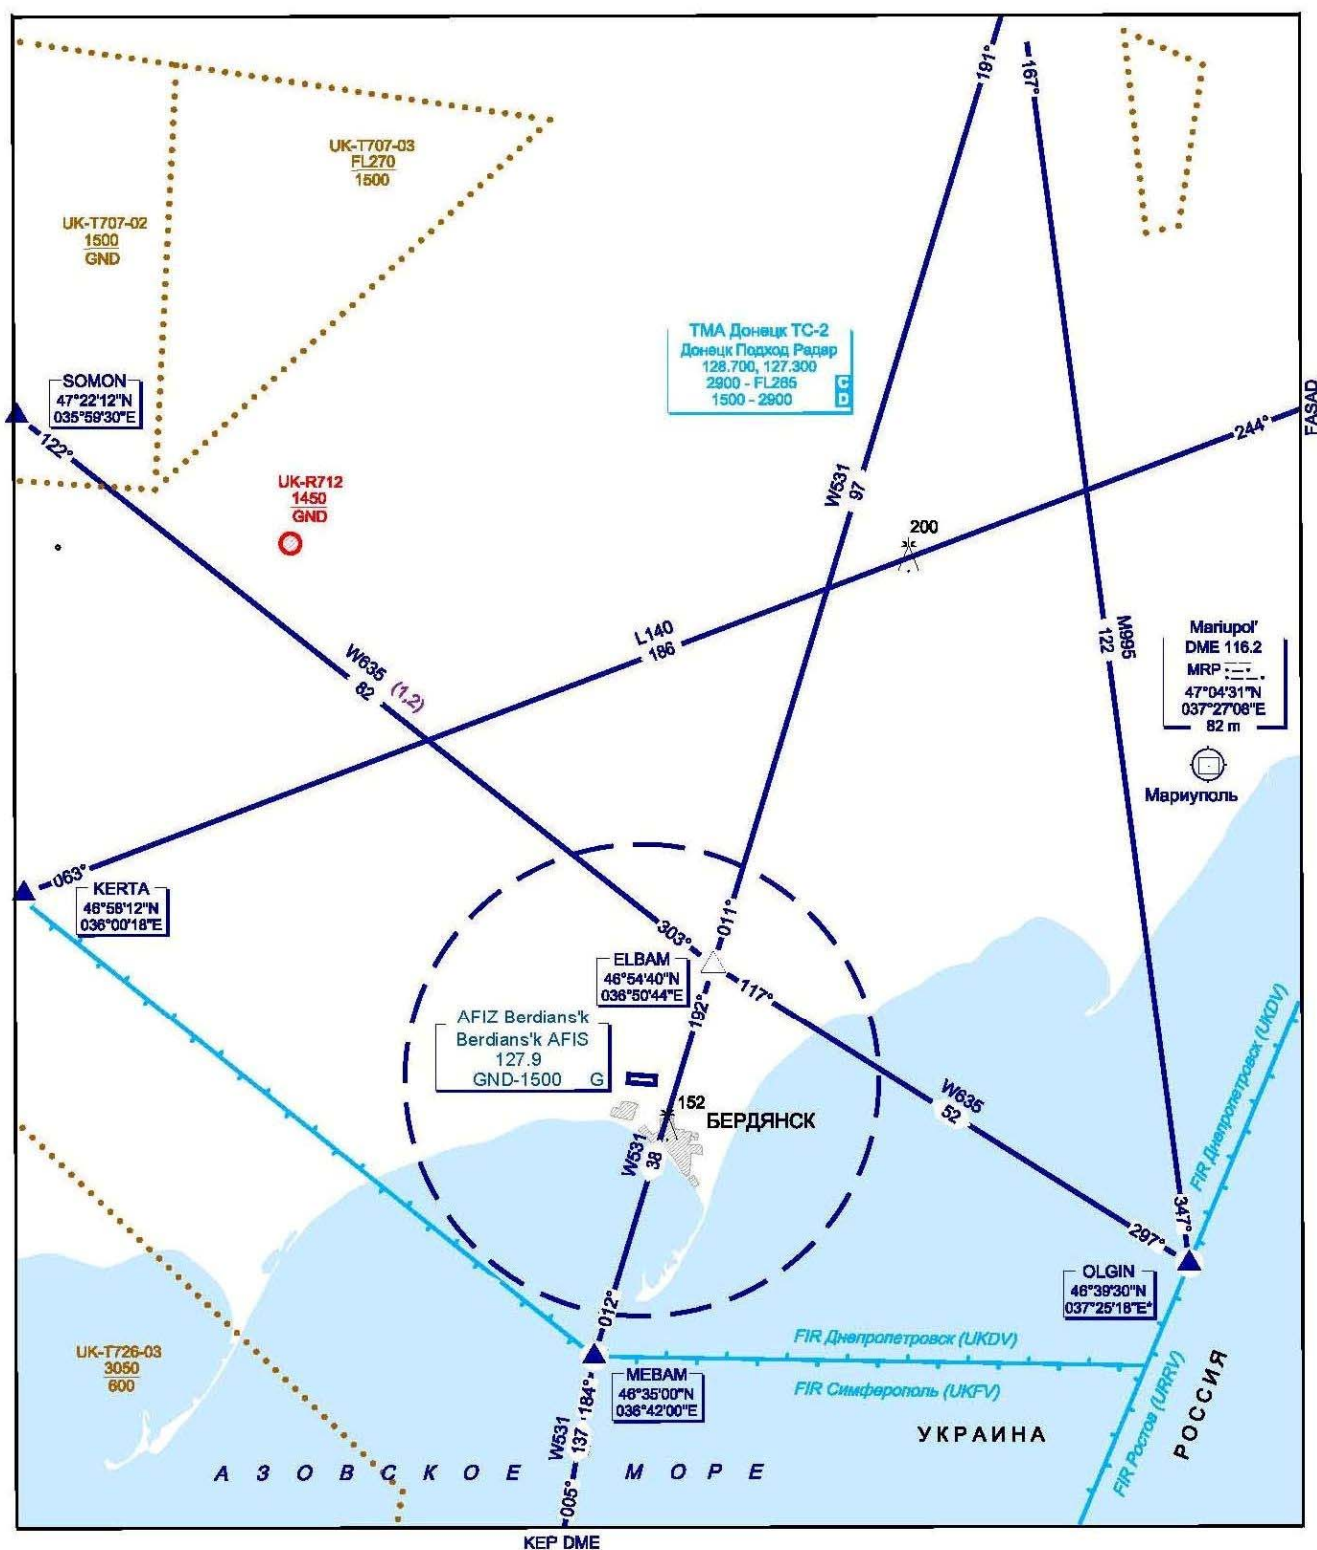 191°
167°
UK-T707-03
FL270
1500
UK-T707-02
1500
GND
ТМА Донецк ТС-2
Донецк Подход Радар
128.700, 127.300
2900 - FL265 C
1500 - 2900 D
SOMON
47°22'12"N
035°59'30"E
122°
FASAD
244°
UK-R712
1450
GND
W531
97
200
L140
186
W635 (1,2)
82
M995
122
Mariupol'
DME 116.2
MRP
47°04'31"N
037°27'06"E
82 m
Мариуполь
063°
KERTA
46°58'12"N
036°00'18"E
011°
303°
ELBAM
46°54'40"N
036°50'44"E
117°
192°
AFIZ Berdians'k
Berdians'k AFIS
127.9
GND-1500 G
152
БЕРДЯНСК
W635
52
W531
38
FIR Днепропетровск (UKDV)
347°
297°
OLGIN
46°39'30"N
037°25'18"E*
012°
FIR Днепропетровск (UKDV)
FIR Симферополь (UKFV)
UK-T726-03
3050
600
MEBAM
46°35'00"N
036°42'00"E
184°
W531
137
005°
FIR Ростов (URRV)
РОССИЯ
УКРАИНА
АЗОВСКОЕ МОРЕ
KEP DME